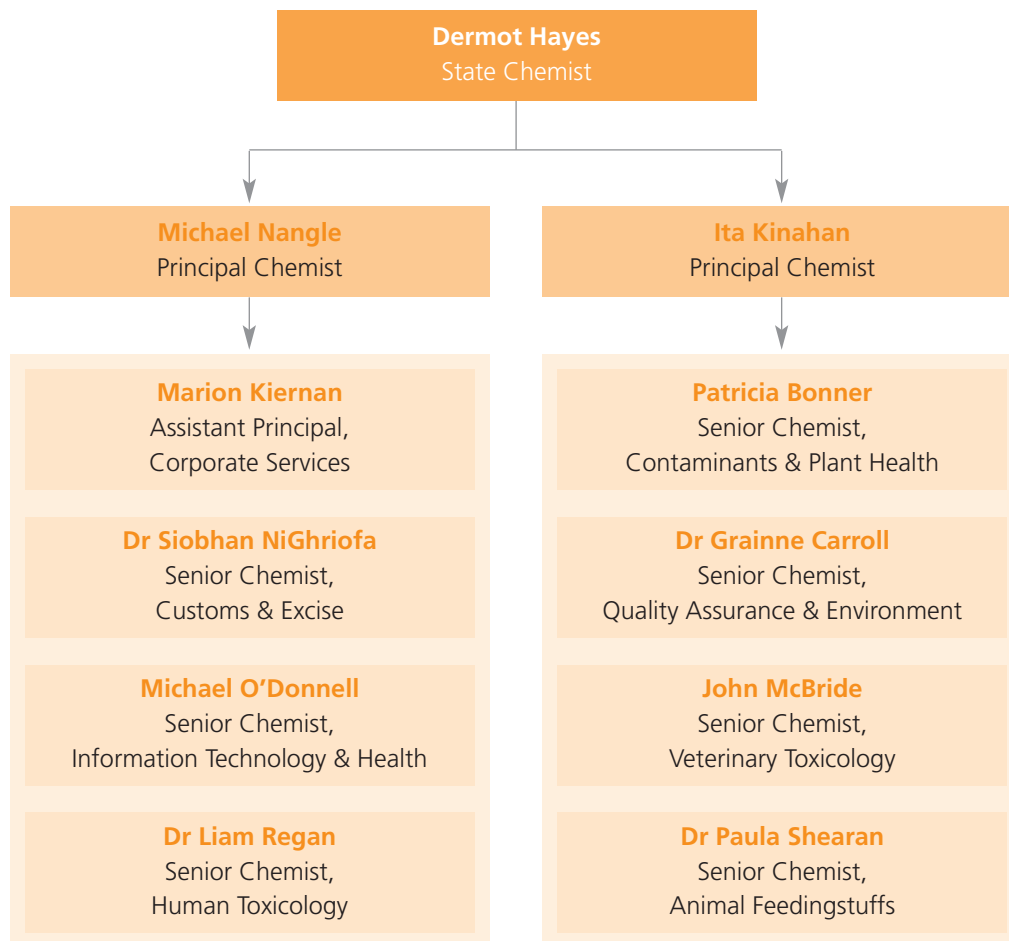 Dermot Hayes
State Chemist
Michael Nangle
Principal Chemist
Ita Kinahan
Principal Chemist
Marion Kiernan
Assistant Principal,
Corporate Services
Dr Siobhan NiGhriofa
Senior Chemist,
Customs & Excise
Michael O’Donnell
Senior Chemist,
Information Technology & Health
Dr Liam Regan
Senior Chemist,
Human Toxicology
Patricia Bonner
Senior Chemist,
Contaminants & Plant Health
Dr Grainne Carroll
Senior Chemist,
Quality Assurance & Environment
John McBride
Senior Chemist,
Veterinary Toxicology
Dr Paula Shearan
Senior Chemist,
Animal Feedingstuffs